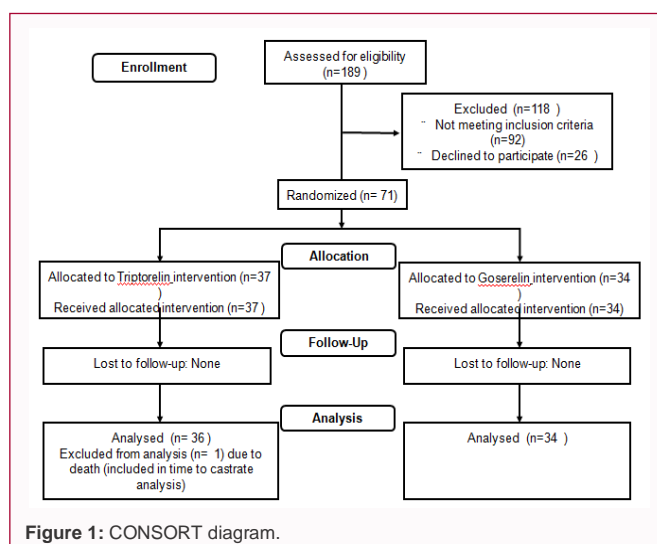 Enrollment
Assessed for eligibility
(n=189 )
Excluded (n=118 )
¨ Not meeting inclusion criteria
(n=92)
¨ Declined to participate (n=26 )
Randomized (n= 71)
Allocation
Allocated to Triptorelin intervention (n=37
)
Received allocated intervention (n=37 )
Allocated to Goserelin intervention (n=34
)
Received allocated intervention (n=34)
Follow-Up
Lost to follow-up: None
Lost to follow-up: None
Analysis
Analysed (n= 36 )
Excluded from analysis (n= 1) due to
death (included in time to castrate
analysis)
Analysed (n=34 )
Figure 1: CONSORT diagram.